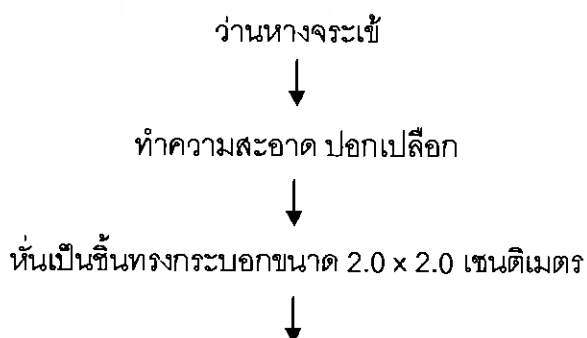 ว่านหางจระเข้
ทำความสะอาด ปอกเปลือก
หั่นเป็นชิ้นทรงกระบอกขนาด 2.0 x 2.0 เซนติเมตร